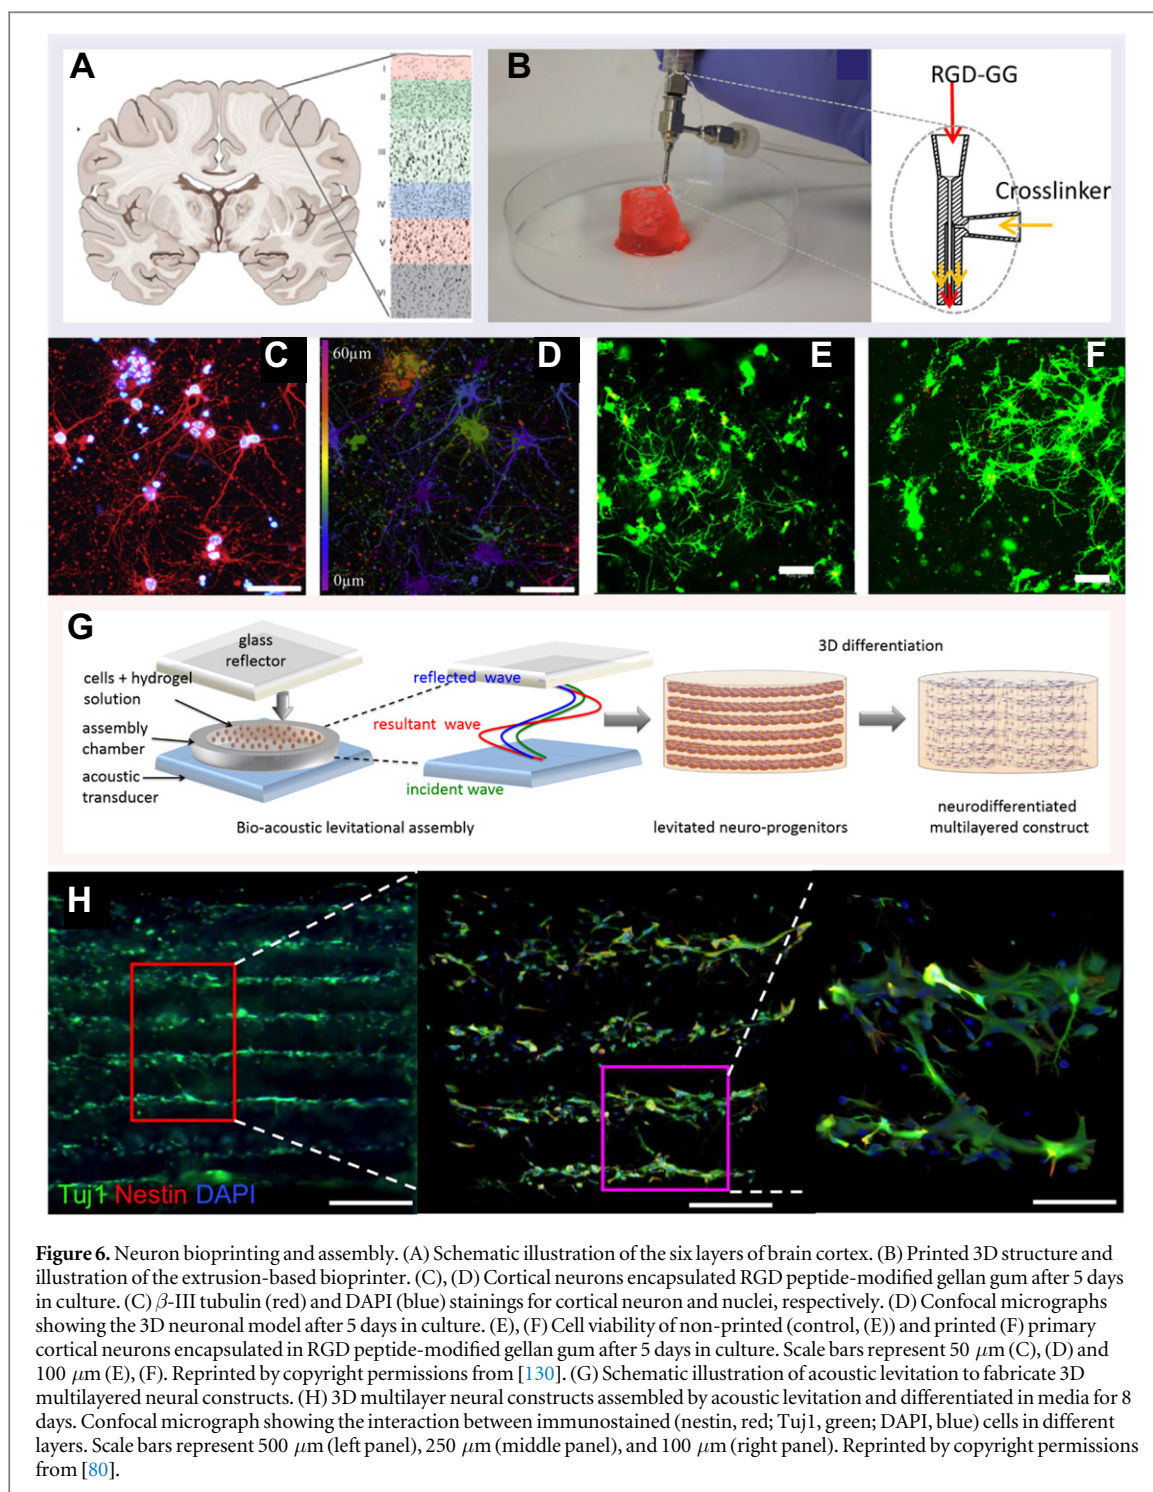 A
I
II
III
IV
V
VI
B
RGD-GG
Crosslinker
C
60µm
D
0µm
E
F
G
glass
reflector
cells + hydrogel
solution
assembly
chamber
acoustic
transducer
reflected wave
resultant wave
incident wave
Bio-acoustic levitational assembly
3D differentiation
levitated neuro-progenitors
neurodifferentiated
multilayered construct
H
Tuj1 Nestin DAPI
Figure 6. Neuron bioprinting and assembly. (A) Schematic illustration of the six layers of brain cortex. (B) Printed 3D structure and
illustration of the extrusion-based bioprinter. (C), (D) Cortical neurons encapsulated RGD peptide-modified gellan gum after 5 days
in culture. (C) β-III tubulin (red) and DAPI (blue) stainings for cortical neuron and nuclei, respectively. (D) Confocal micrographs
showing the 3D neuronal model after 5 days in culture. (E), (F) Cell viability of non-printed (control, (E)) and printed (F) primary
cortical neurons encapsulated in RGD peptide-modified gellan gum after 5 days in culture. Scale bars represent 50 µm (C), (D) and
100 µm (E), (F). Reprinted by copyright permissions from [130]. (G) Schematic illustration of acoustic levitation to fabricate 3D
multilayered neural constructs. (H) 3D multilayer neural constructs assembled by acoustic levitation and differentiated in media for 8
days. Confocal micrograph showing the interaction between immunostained (nestin, red; Tuj1, green; DAPI, blue) cells in different
layers. Scale bars represent 500 µm (left panel), 250 µm (middle panel), and 100 µm (right panel). Reprinted by copyright permissions
from [80].